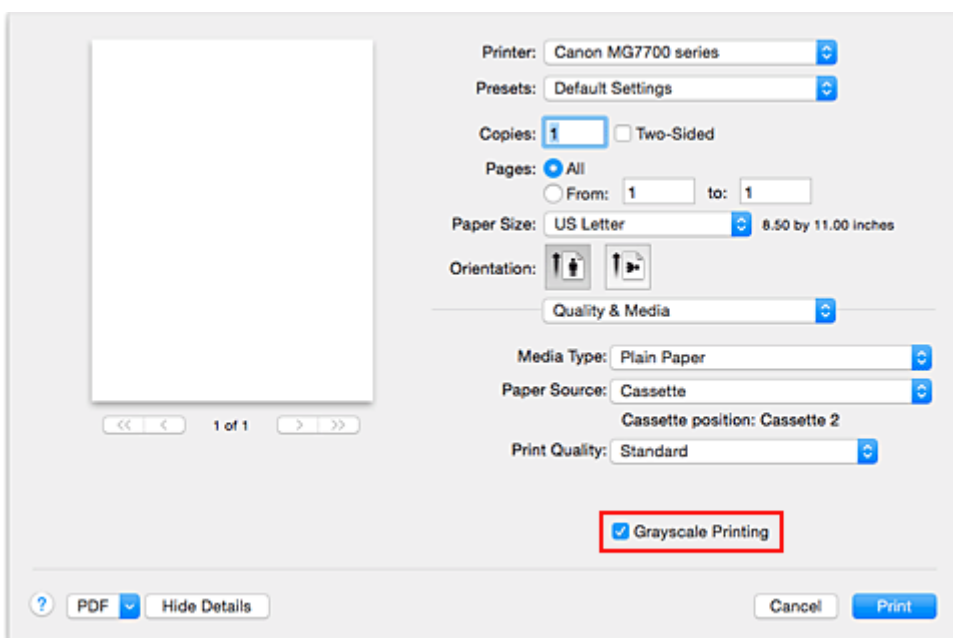 Printer: Canon MG7700 series
Presets: Default Settings
Copies: 1 Two-Sided
Pages: All
From: 1 to: 1
Paper Size: US Letter 8.50 by 11.00 inches
Orientation:
Quality & Media
Media Type: Plain Paper
Paper Source: Cassette
Cassette position: Cassette 2
Print Quality: Standard
Grayscale Printing
<< < 1 of 1 > >>
? PDF Hide Details Cancel Print